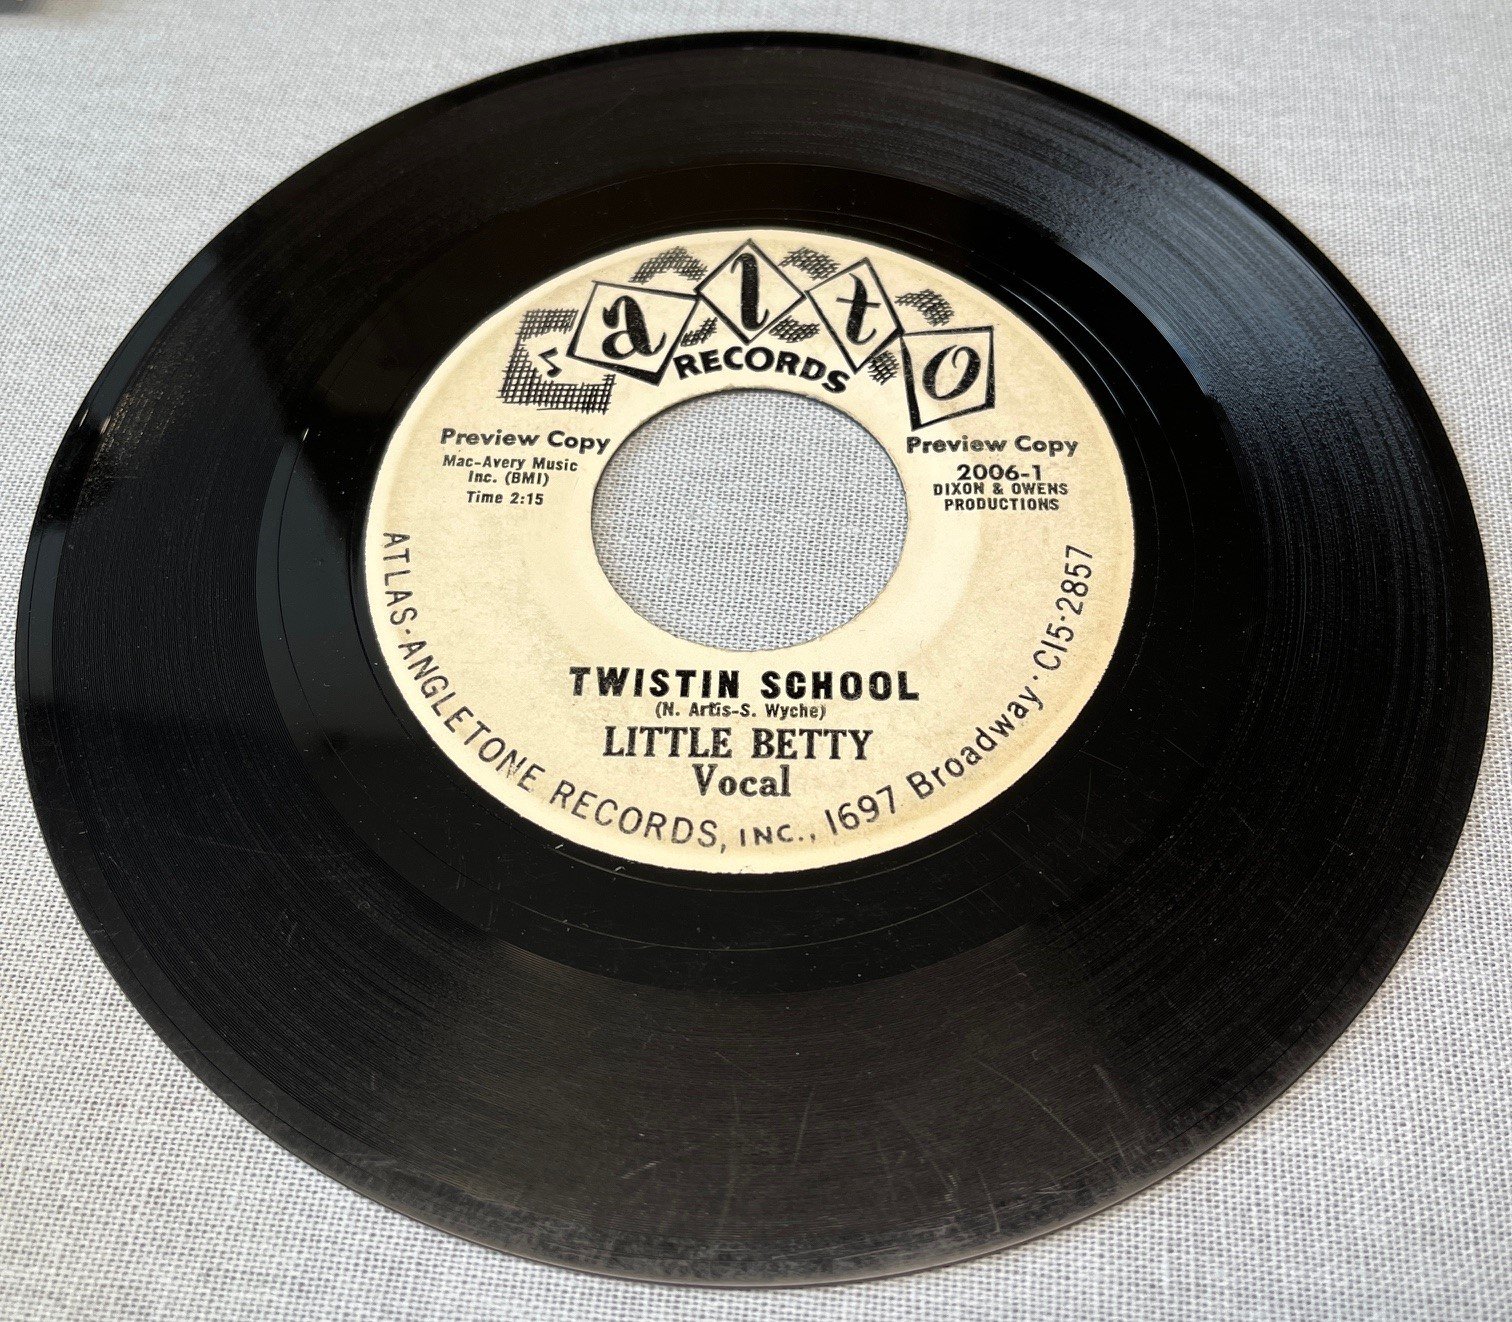 alto
RECORDS
Preview Copy
Mac-Avery Music
Inc. (BMI)
Time 2:15
Preview Copy
2006-1
DIXON & OWENS
PRODUCTIONS
TWISTIN SCHOOL
(N. Artis-S. Wyche)
LITTLE BETTY
Vocal
ATLAS·ANGLETONE RECORDS, INC., 1697 Broadway·CI5·2857